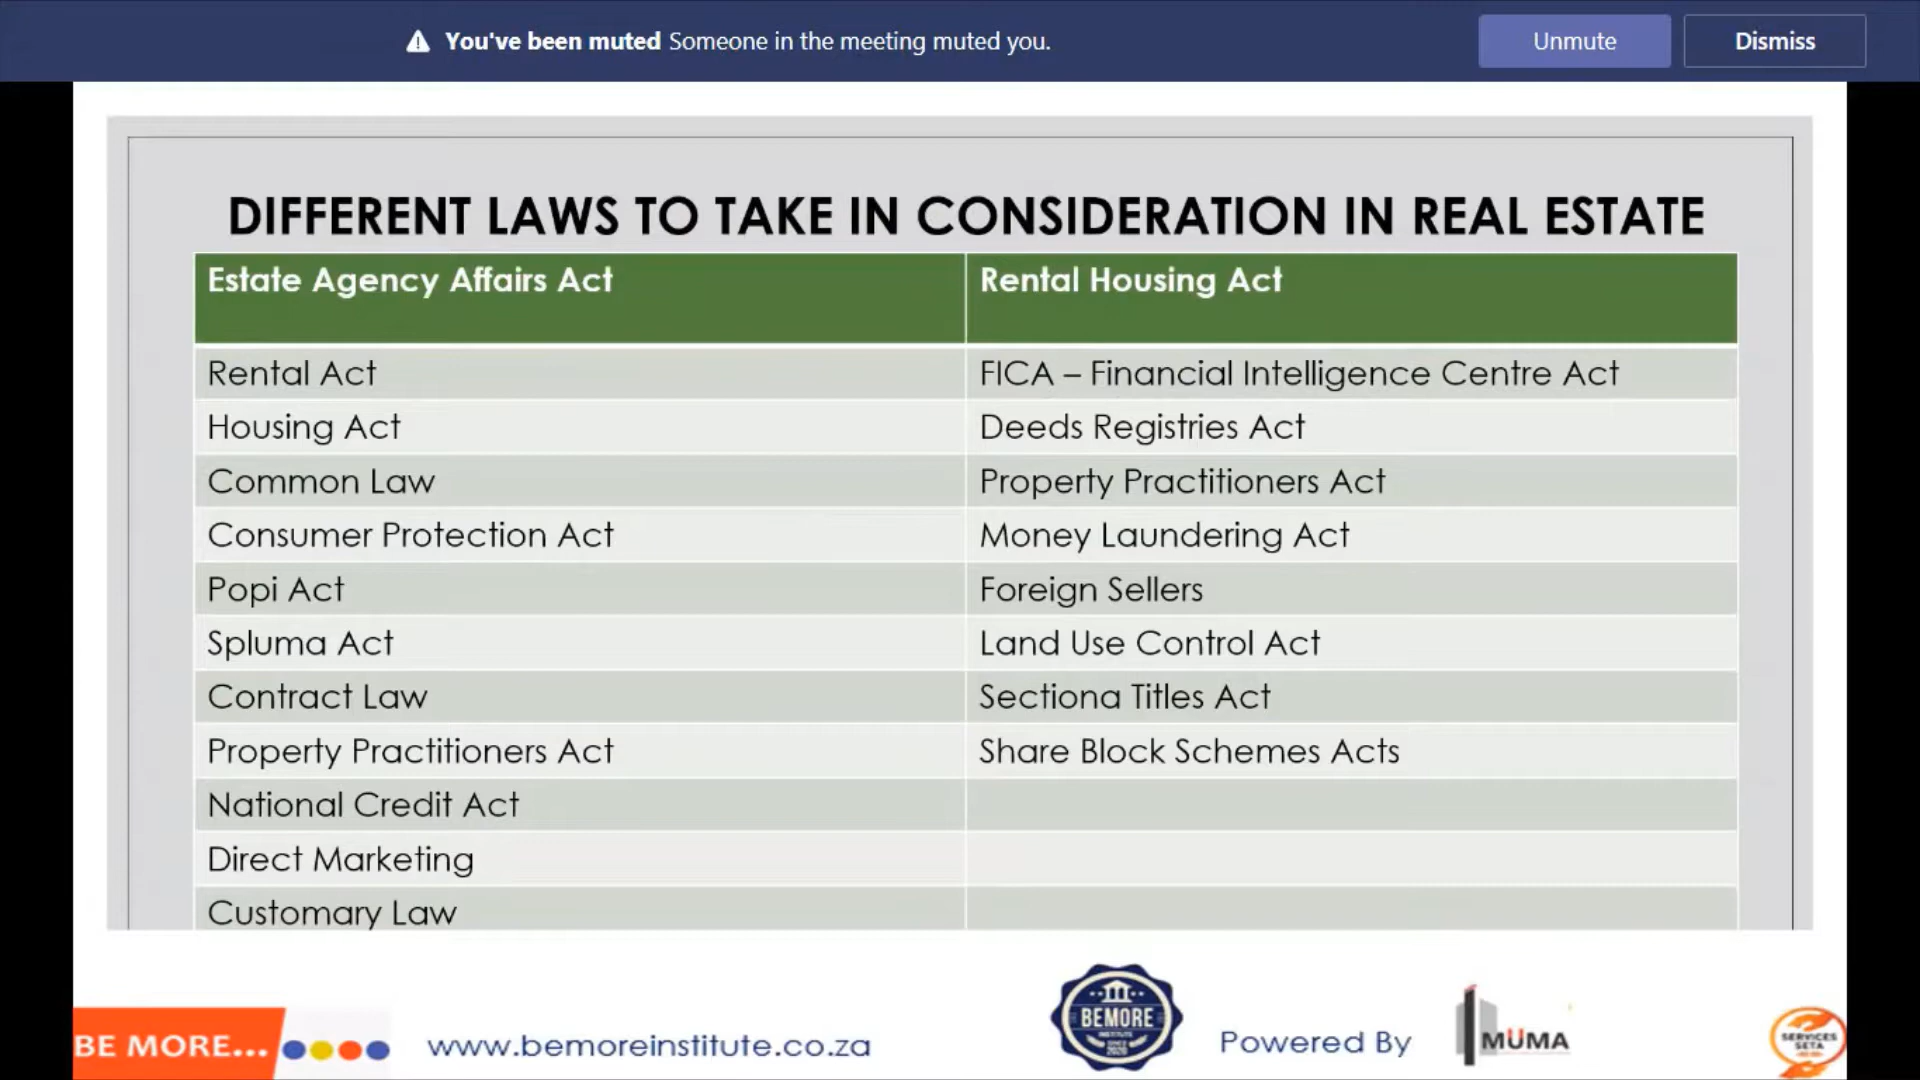 You've been muted Someone in the meeting muted you.
Unmute
Dismiss
DIFFERENT LAWS TO TAKE IN CONSIDERATION IN REAL ESTATE
Estate Agency Affairs Act
Rental Housing Act
Rental Act
FICA – Financial Intelligence Centre Act
Housing Act
Deeds Registries Act
Common Law
Property Practitioners Act
Consumer Protection Act
Money Laundering Act
Popi Act
Foreign Sellers
Spluma Act
Land Use Control Act
Contract Law
Sectiona Titles Act
Property Practitioners Act
Share Block Schemes Acts
National Credit Act
Direct Marketing
Customary Law
BE MORE...
www.bemoreinstitute.co.za
BEMORE
INSTITUTE
Powered By
MUMA
SERVICES
SETA